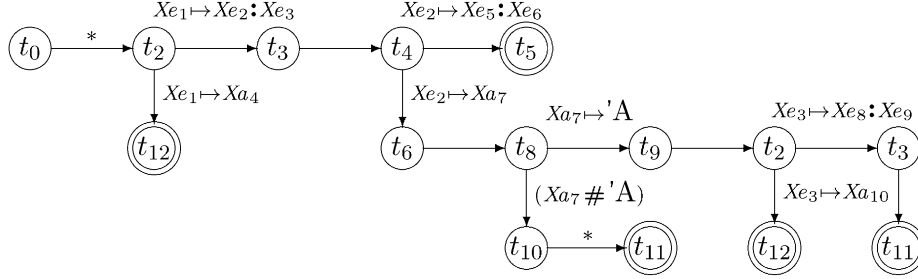 Xe₁↦Xe₂:Xe₃ Xe₂↦Xe₅:Xe₆
t₀ * t₂ t₃ t₄ t₅
Xe₁↦Xa₄ Xe₂↦Xa₇
Xa₇↦'A Xe₃↦Xe₈:Xe₉
t₁₂ t₆ t₈ t₉ t₂ t₃
(Xa₇#'A) Xe₃↦Xa₁₀
t₁₀ * t₁₁ t₁₂ t₁₁